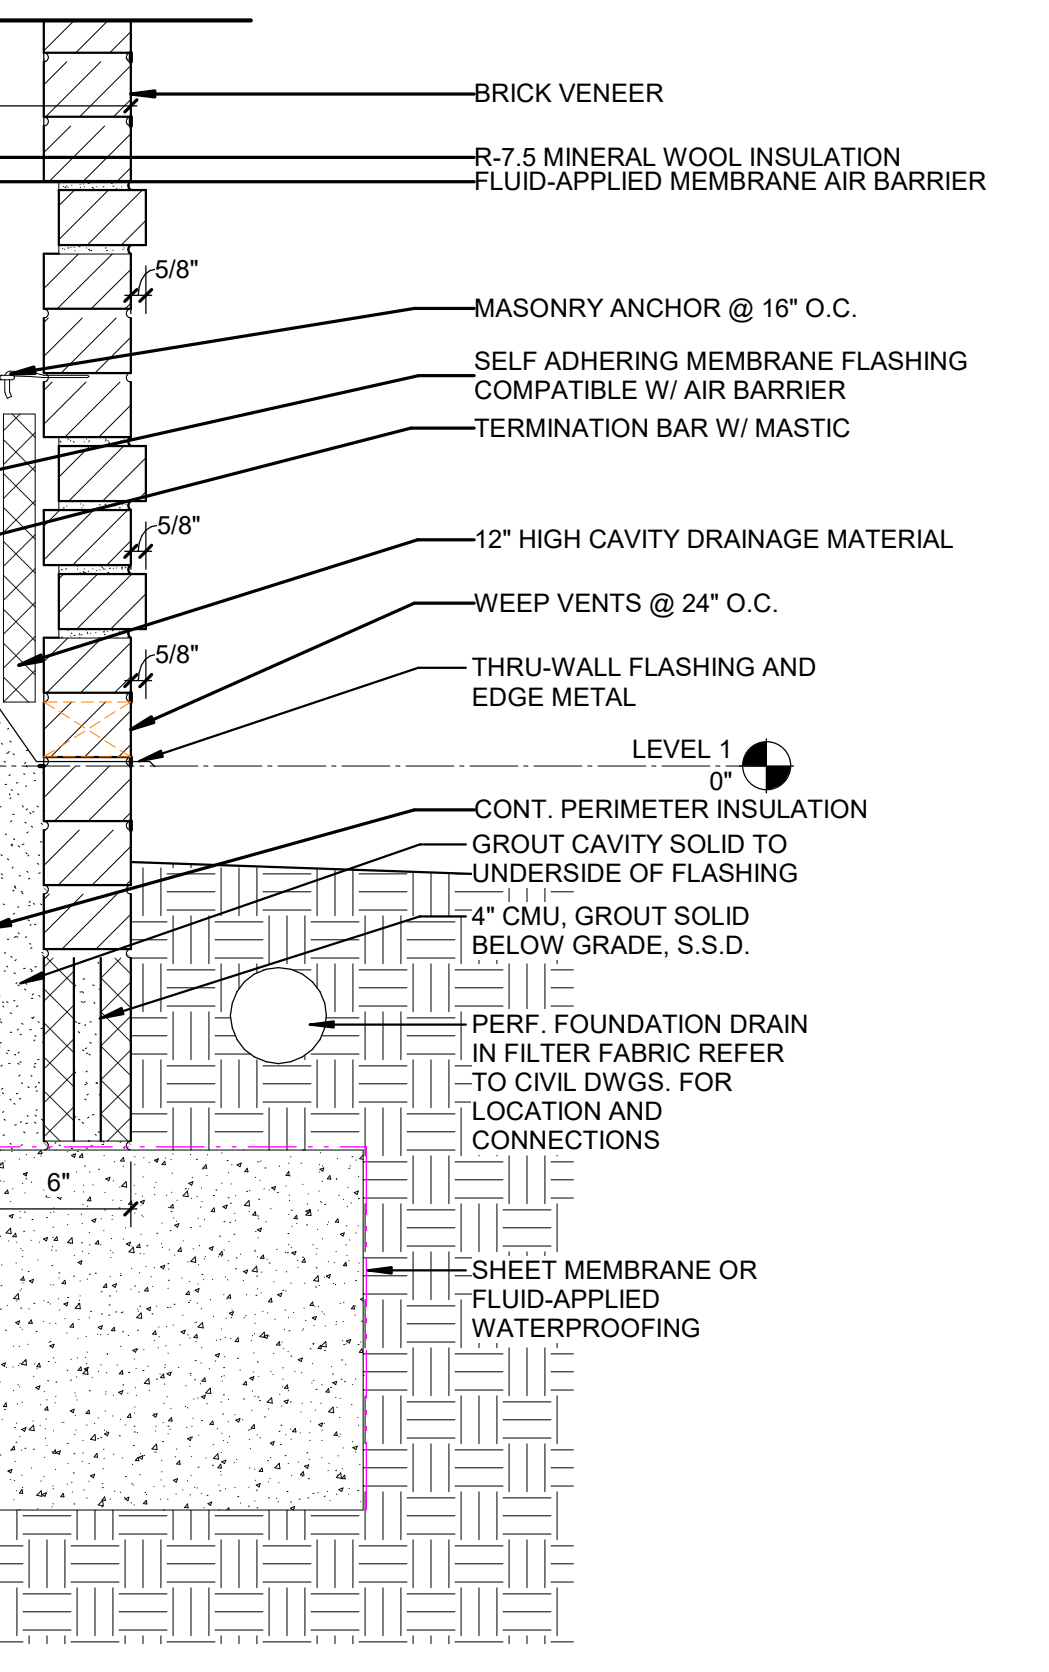 BRICK VENEER
R-7.5 MINERAL WOOL INSULATION
FLUID-APPLIED MEMBRANE AIR BARRIER
5/8"
MASONRY ANCHOR @ 16" O.C.
SELF ADHERING MEMBRANE FLASHING
COMPATIBLE W/ AIR BARRIER
TERMINATION BAR W/ MASTIC
5/8"
12" HIGH CAVITY DRAINAGE MATERIAL
WEEP VENTS @ 24" O.C.
5/8"
THRU-WALL FLASHING AND
EDGE METAL
LEVEL 1
0"
CONT. PERIMETER INSULATION
GROUT CAVITY SOLID TO
UNDERSIDE OF FLASHING
4" CMU, GROUT SOLID
BELOW GRADE, S.S.D.
PERF. FOUNDATION DRAIN
IN FILTER FABRIC REFER
TO CIVIL DWGS. FOR
LOCATION AND
CONNECTIONS
6"
SHEET MEMBRANE OR
FLUID-APPLIED
WATERPROOFING